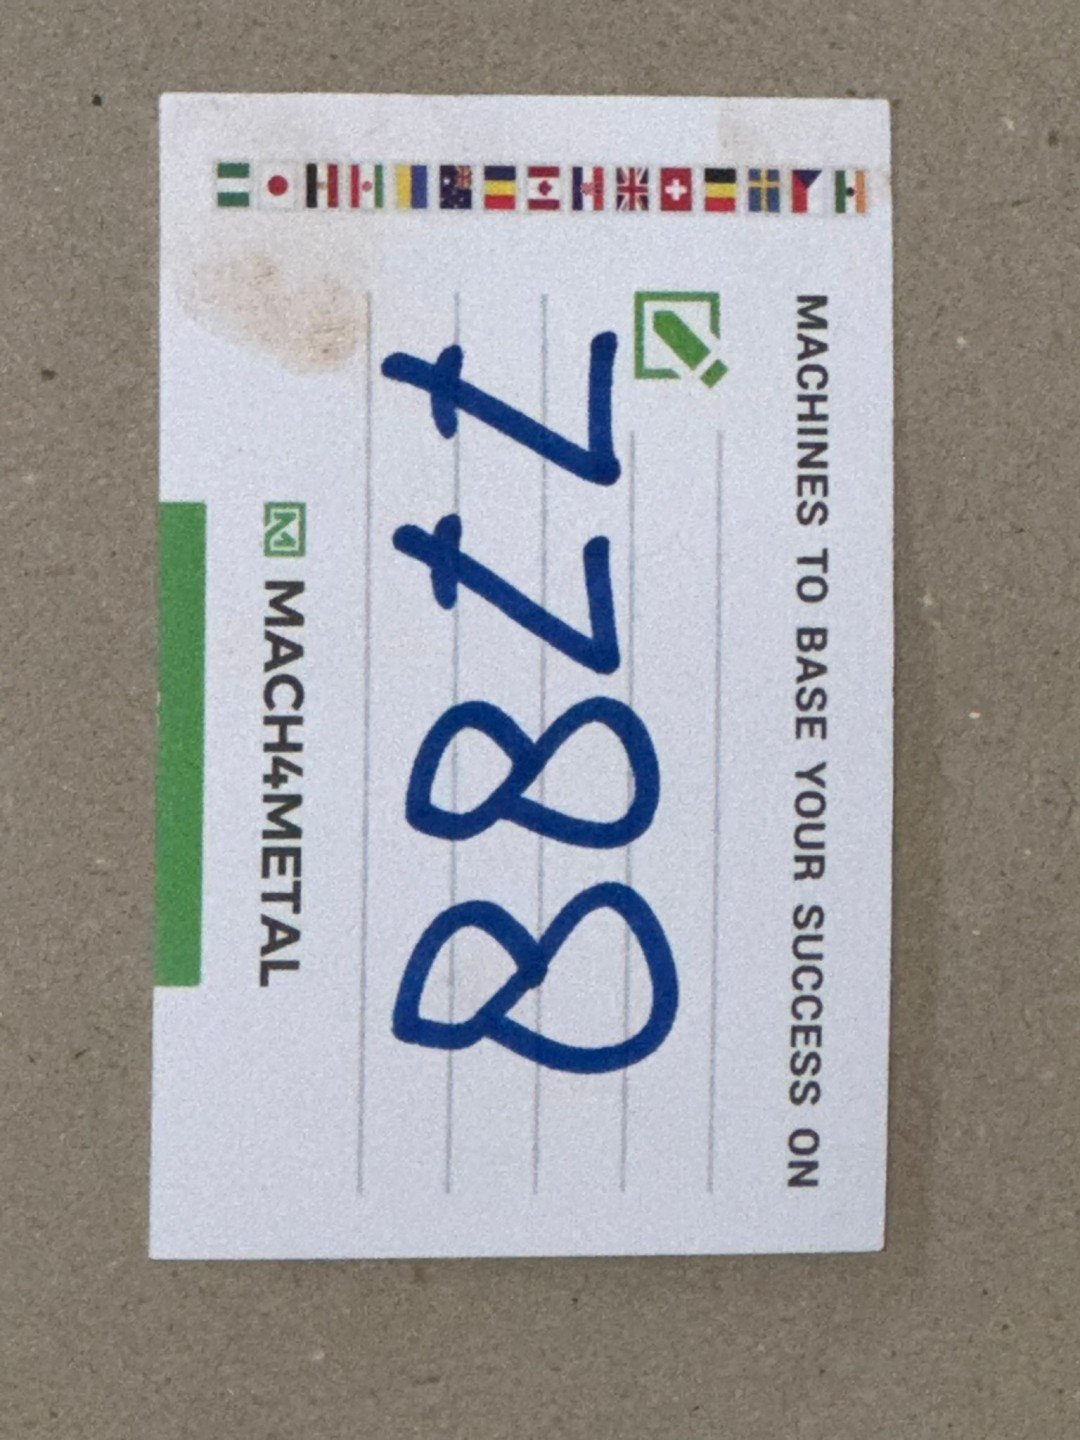 MACHINES TO BASE YOUR SUCCESS ON
7788
MACH4METAL